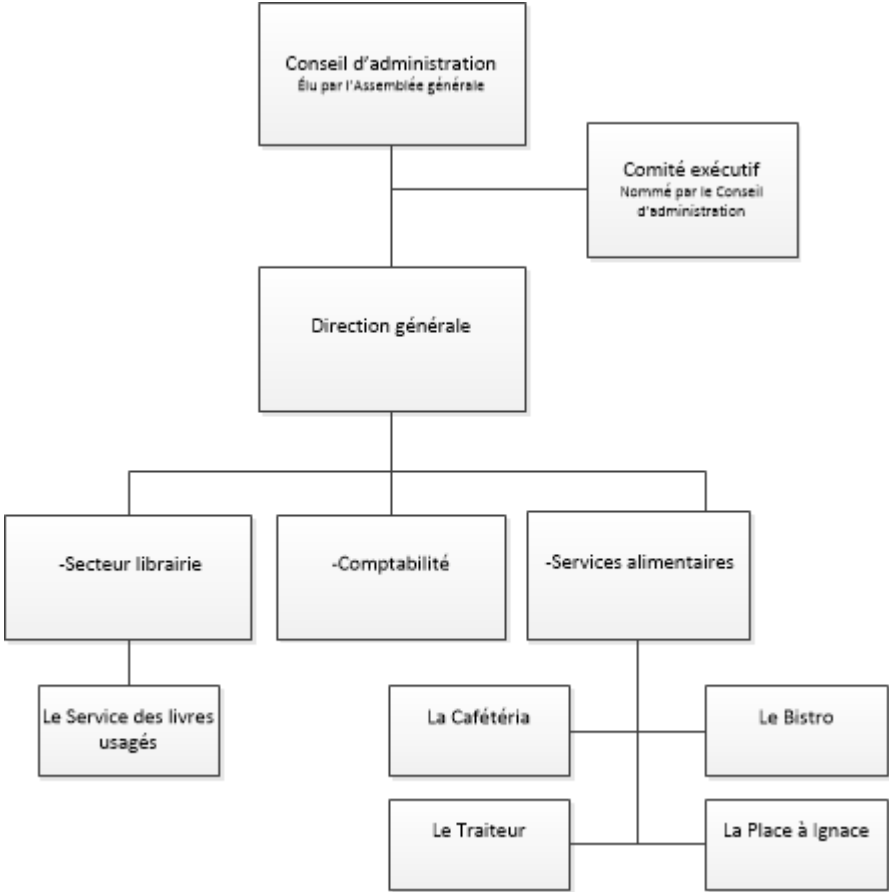 Conseil d'administration
Élu par l'Assemblée générale
Comité exécutif
Nommé par le Conseil
d'administration
Direction générale
-Secteur librairie
-Comptabilité
-Services alimentaires
Le Service des livres
usagés
La Cafétéria
Le Bistro
Le Traiteur
La Place à Ignace